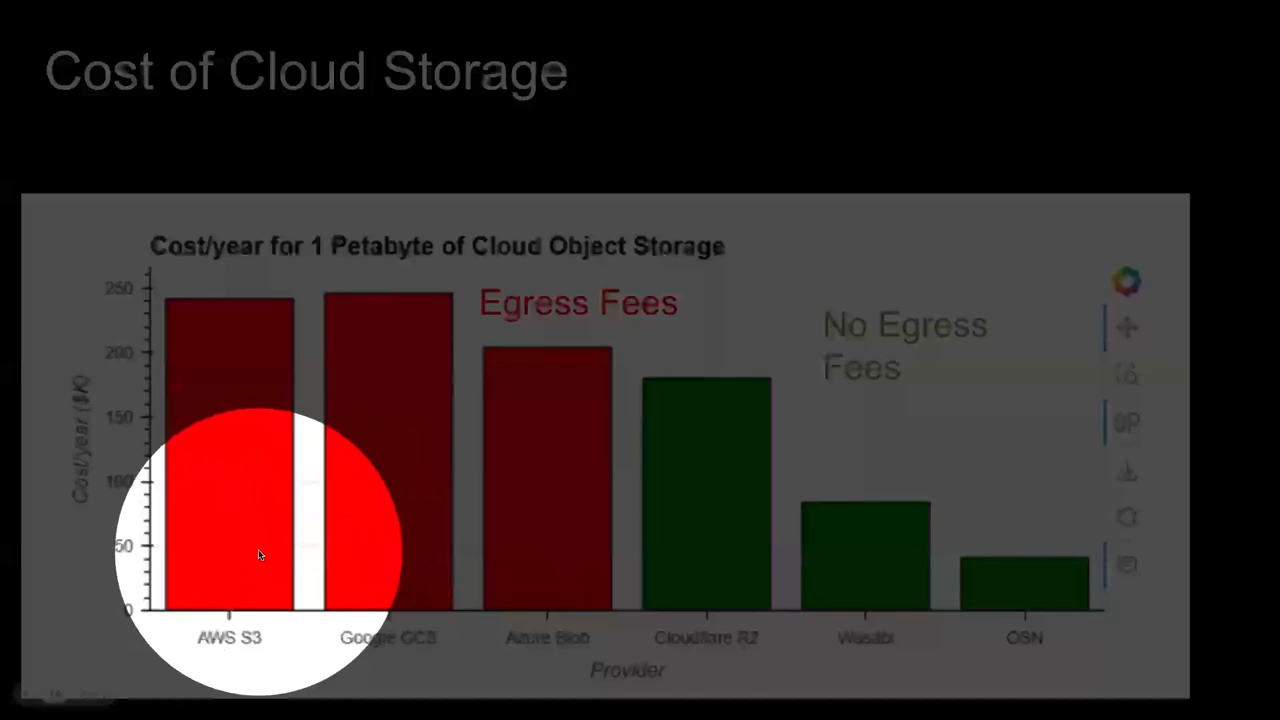 Cost of Cloud Storage
Cost/year for 1 Petabyte of Cloud Object Storage
Egress Fees
No Egress
Fees
250
200
150
100
50
0
Cost/year ($K)
AWS S3
Google GCS
Azure Blob
Cloudflare R2
Wasabi
OSN
Provider